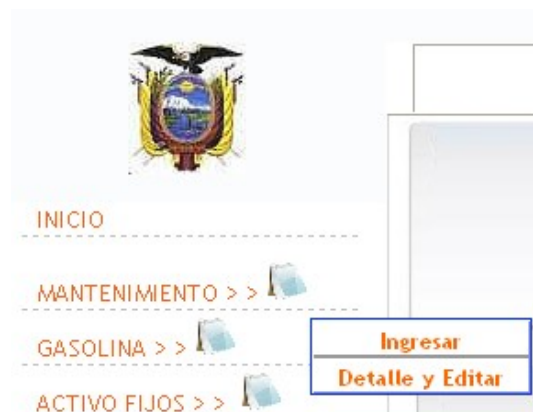 INICIO
MANTENIMIENTO > >
GASOLINA > >
Ingresar
Detalle y Editar
ACTIVO FIJOS > >